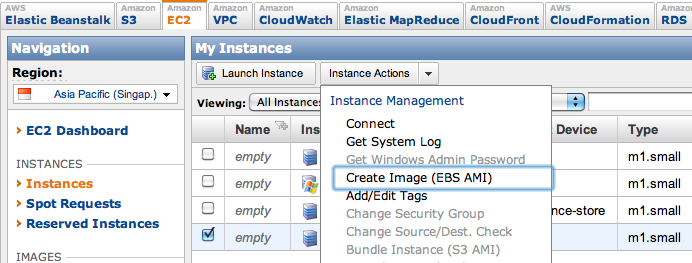 AWS Amazon Amazon Amazon Amazon Amazon Amazon AWS Amazon
Elastic Beanstalk S3 EC2 VPC CloudWatch Elastic MapReduce CloudFront CloudFormation RDS
Navigation
Region:
Asia Pacific (Singap.)
EC2 Dashboard
INSTANCES
Instances
Spot Requests
Reserved Instances
IMAGES
My Instances
Launch Instance Instance Actions
Viewing: All Instances
Name Device Type
empty m1.small
empty m1.small
empty m1.small
empty m1.small
Instance Management
Connect
Get System Log
Get Windows Admin Password
Create Image (EBS AMI)
Add/Edit Tags
Change Security Group
Change Source/Dest. Check
Bundle Instance (S3 AMI)